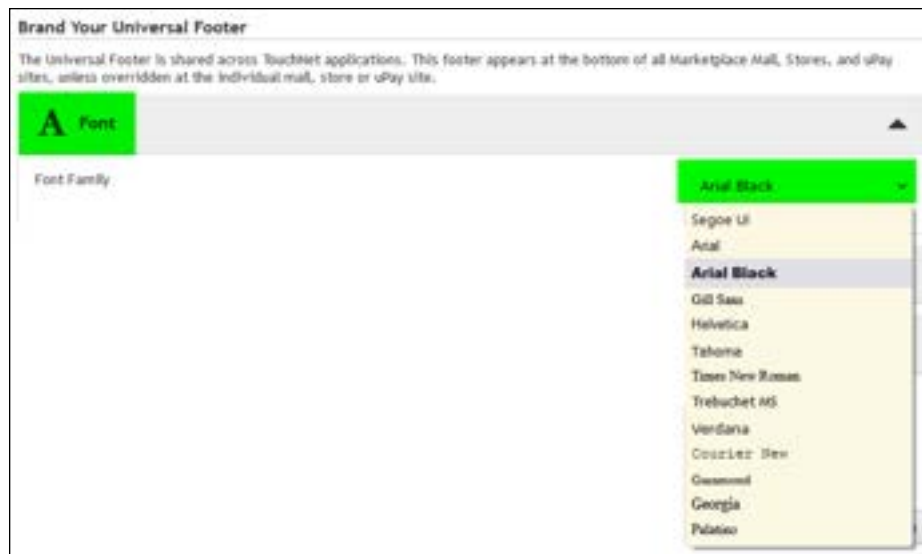 Brand Your Universal Footer
The Universal Footer is shared across TouchNet applications. This footer appears at the bottom of all Marketplace Mall, Stores, and uPay
sites, unless overridden at the individual mall, store or uPay site.
A Font
Font Family
Arial Black
Segoe UI
Arial
Arial Black
Gill Sans
Helvetica
Tahoma
Times New Roman
Trebuchet MS
Verdana
Courier New
Garamond
Georgia
Palatino